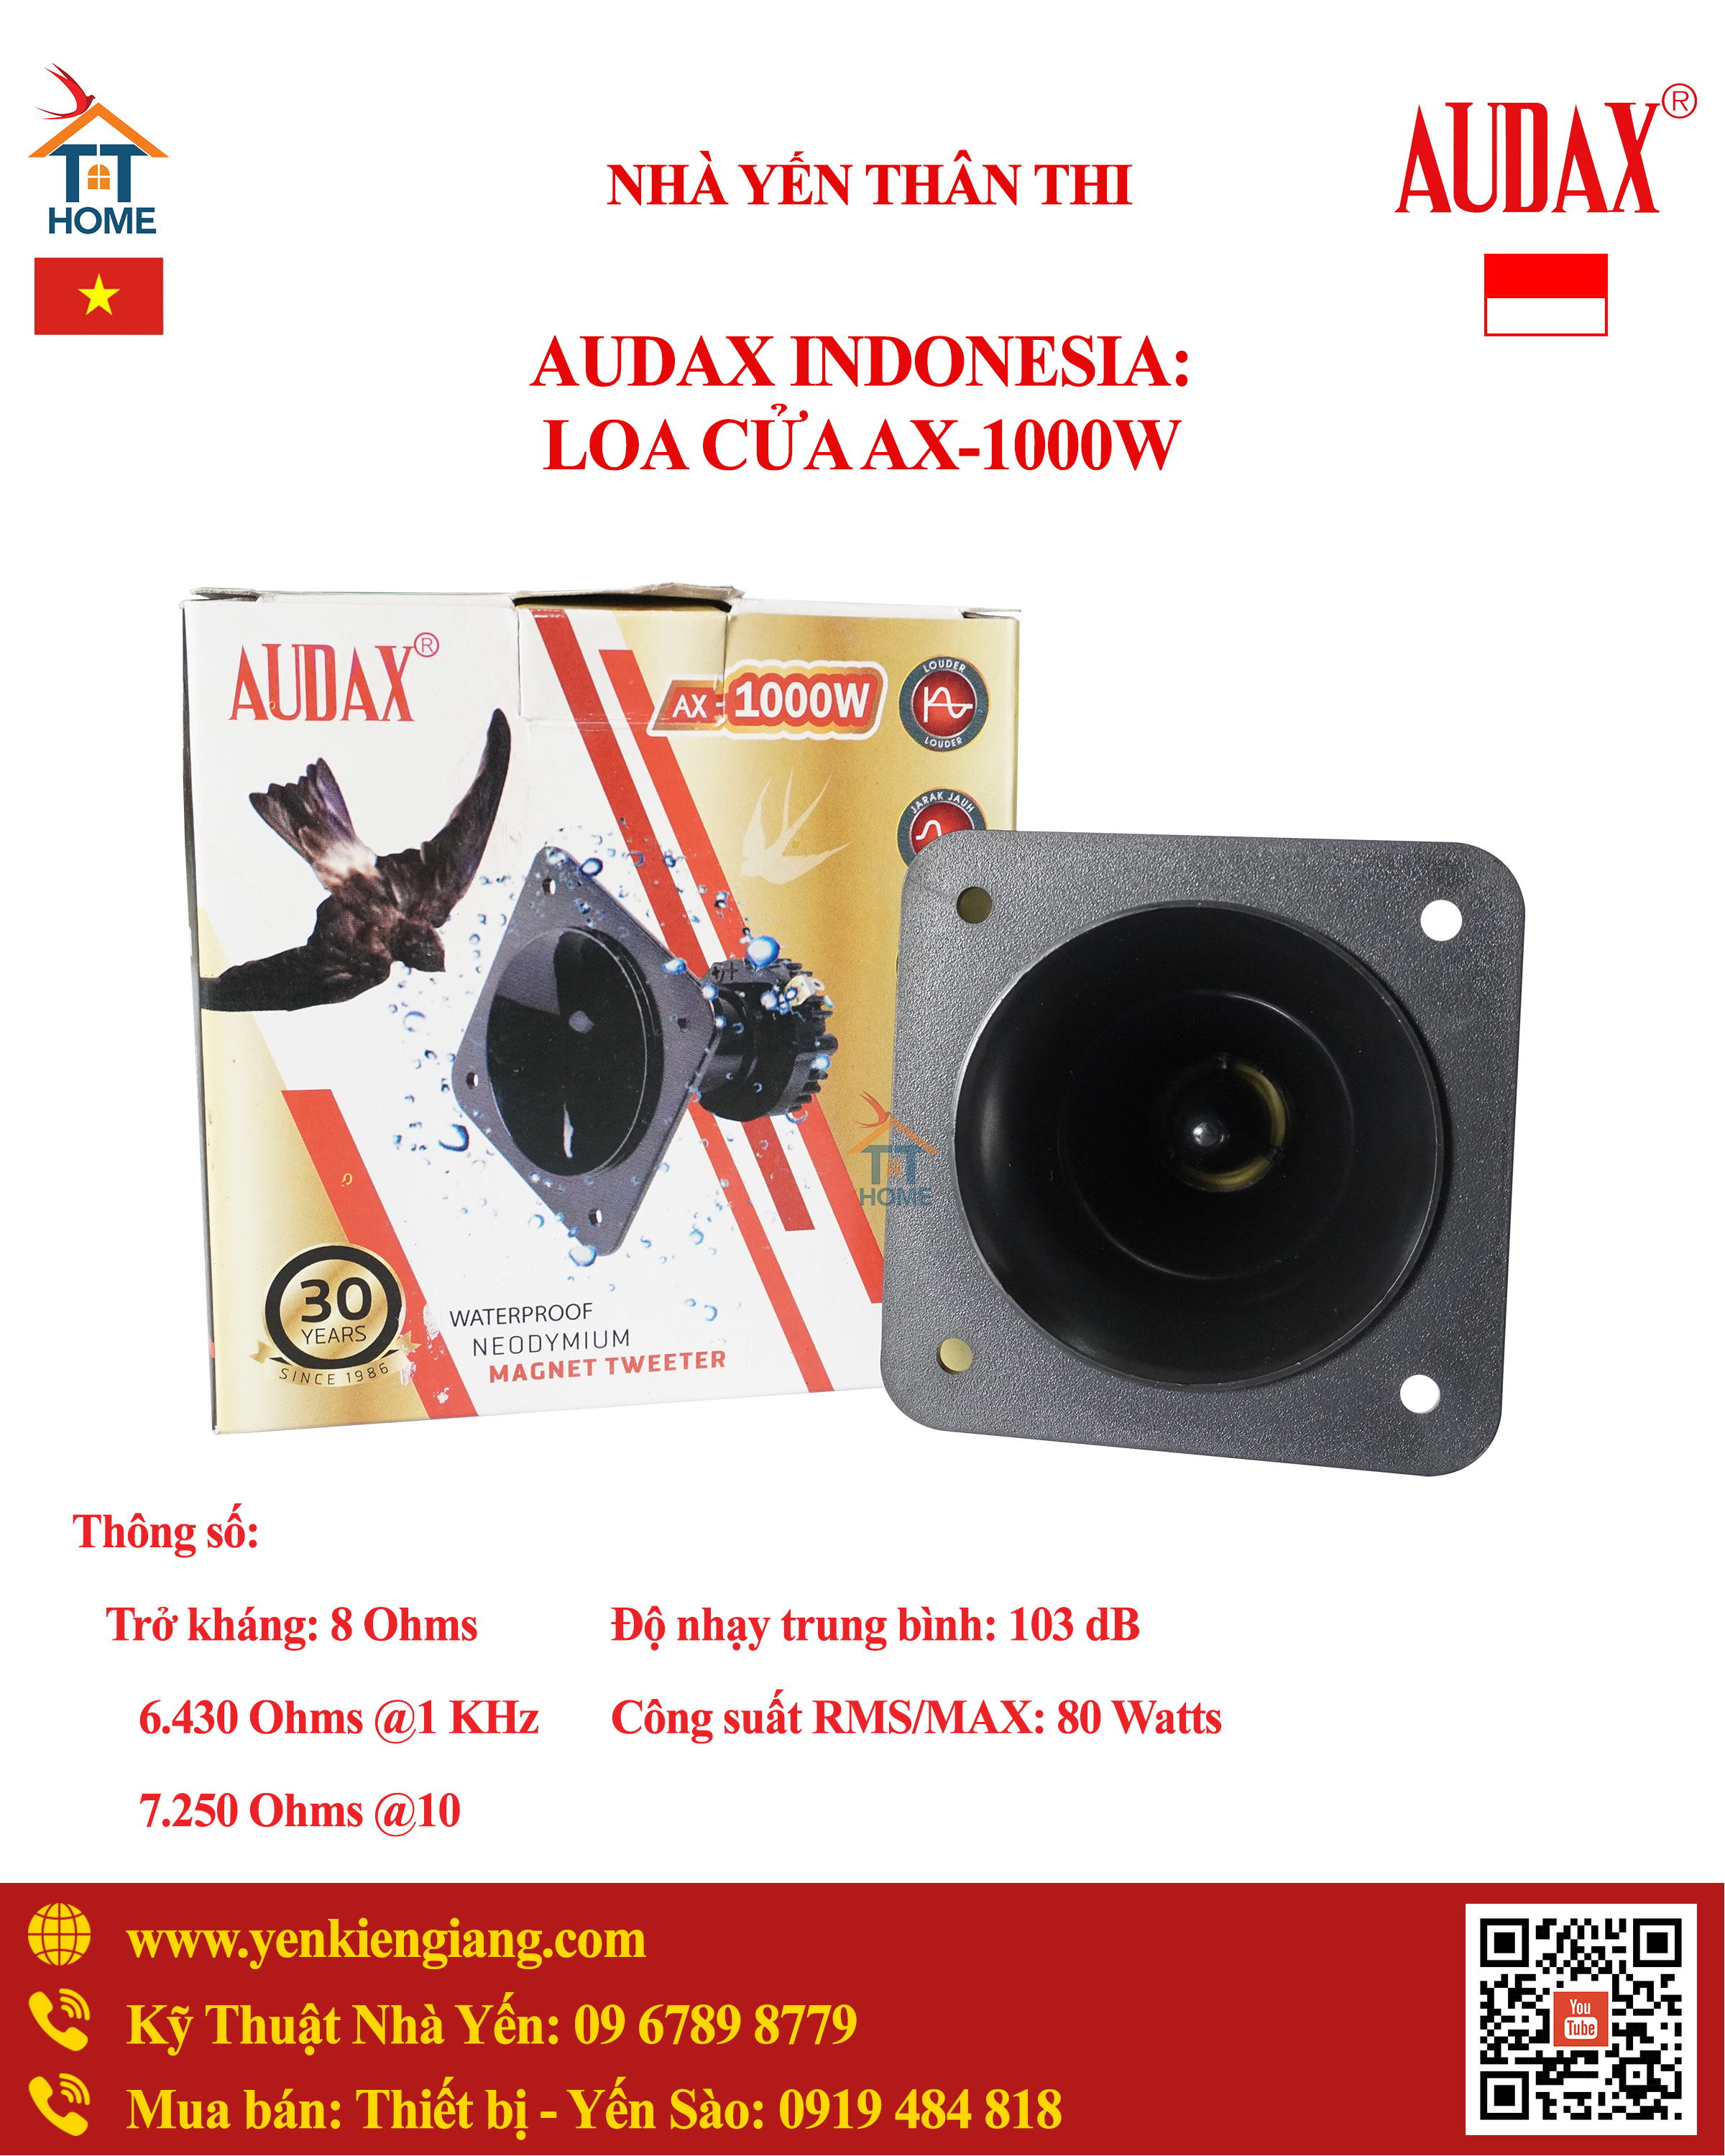 TT
HOME
NHÀ YẾN THÂN THI
AUDAX®
AUDAX INDONESIA:
LOA CỬA AX-1000W
AUDAX®
AX - 1000W
LOUDER
LOUDER
JARAK JAUH
TT
HOME
30
YEARS
SINCE 1986
WATERPROOF
NEODYMIUM
MAGNET TWEETER
Thông số:
Trở kháng: 8 Ohms
Độ nhạy trung bình: 103 dB
6.430 Ohms @1 KHz
Công suất RMS/MAX: 80 Watts
7.250 Ohms @10
www.yenkiengiang.com
Kỹ Thuật Nhà Yến: 09 6789 8779
Mua bán: Thiết bị - Yến Sào: 0919 484 818
You
Tube